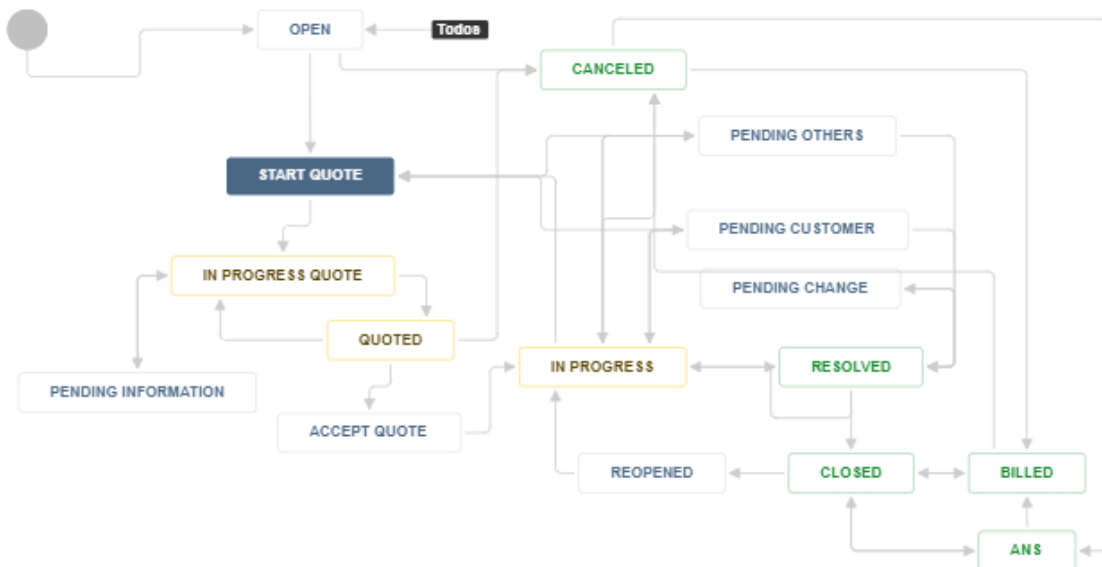 OPEN
Todos
CANCELED
PENDING OTHERS
START QUOTE
PENDING CUSTOMER
IN PROGRESS QUOTE
PENDING CHANGE
QUOTED
IN PROGRESS
RESOLVED
PENDING INFORMATION
ACCEPT QUOTE
REOPENED
CLOSED
BILLED
ANS